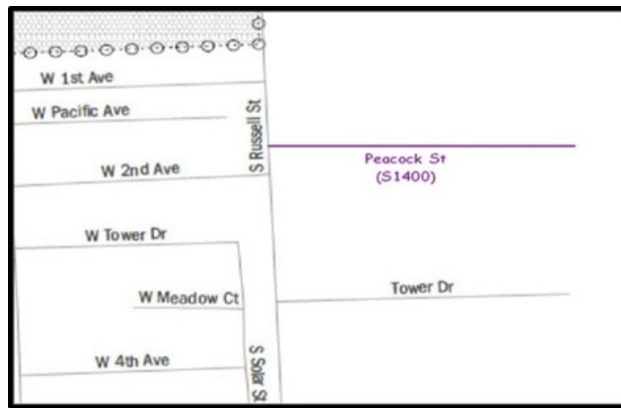 W 1st Ave
W Pacific Ave
S Russell St
Peacock St
(S1400)
W 2nd Ave
W Tower Dr
Tower Dr
W Meadow Ct
W 4th Ave
S Solar St